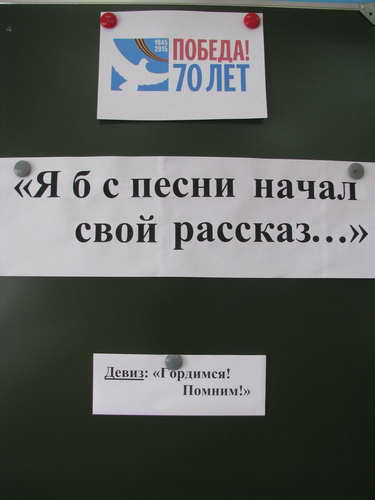 1945
2015
ПОБЕДА!
70 ЛЕТ
«Я б с песни начал
свой рассказ...»
Девиз: «Гордимся!
Помним!»